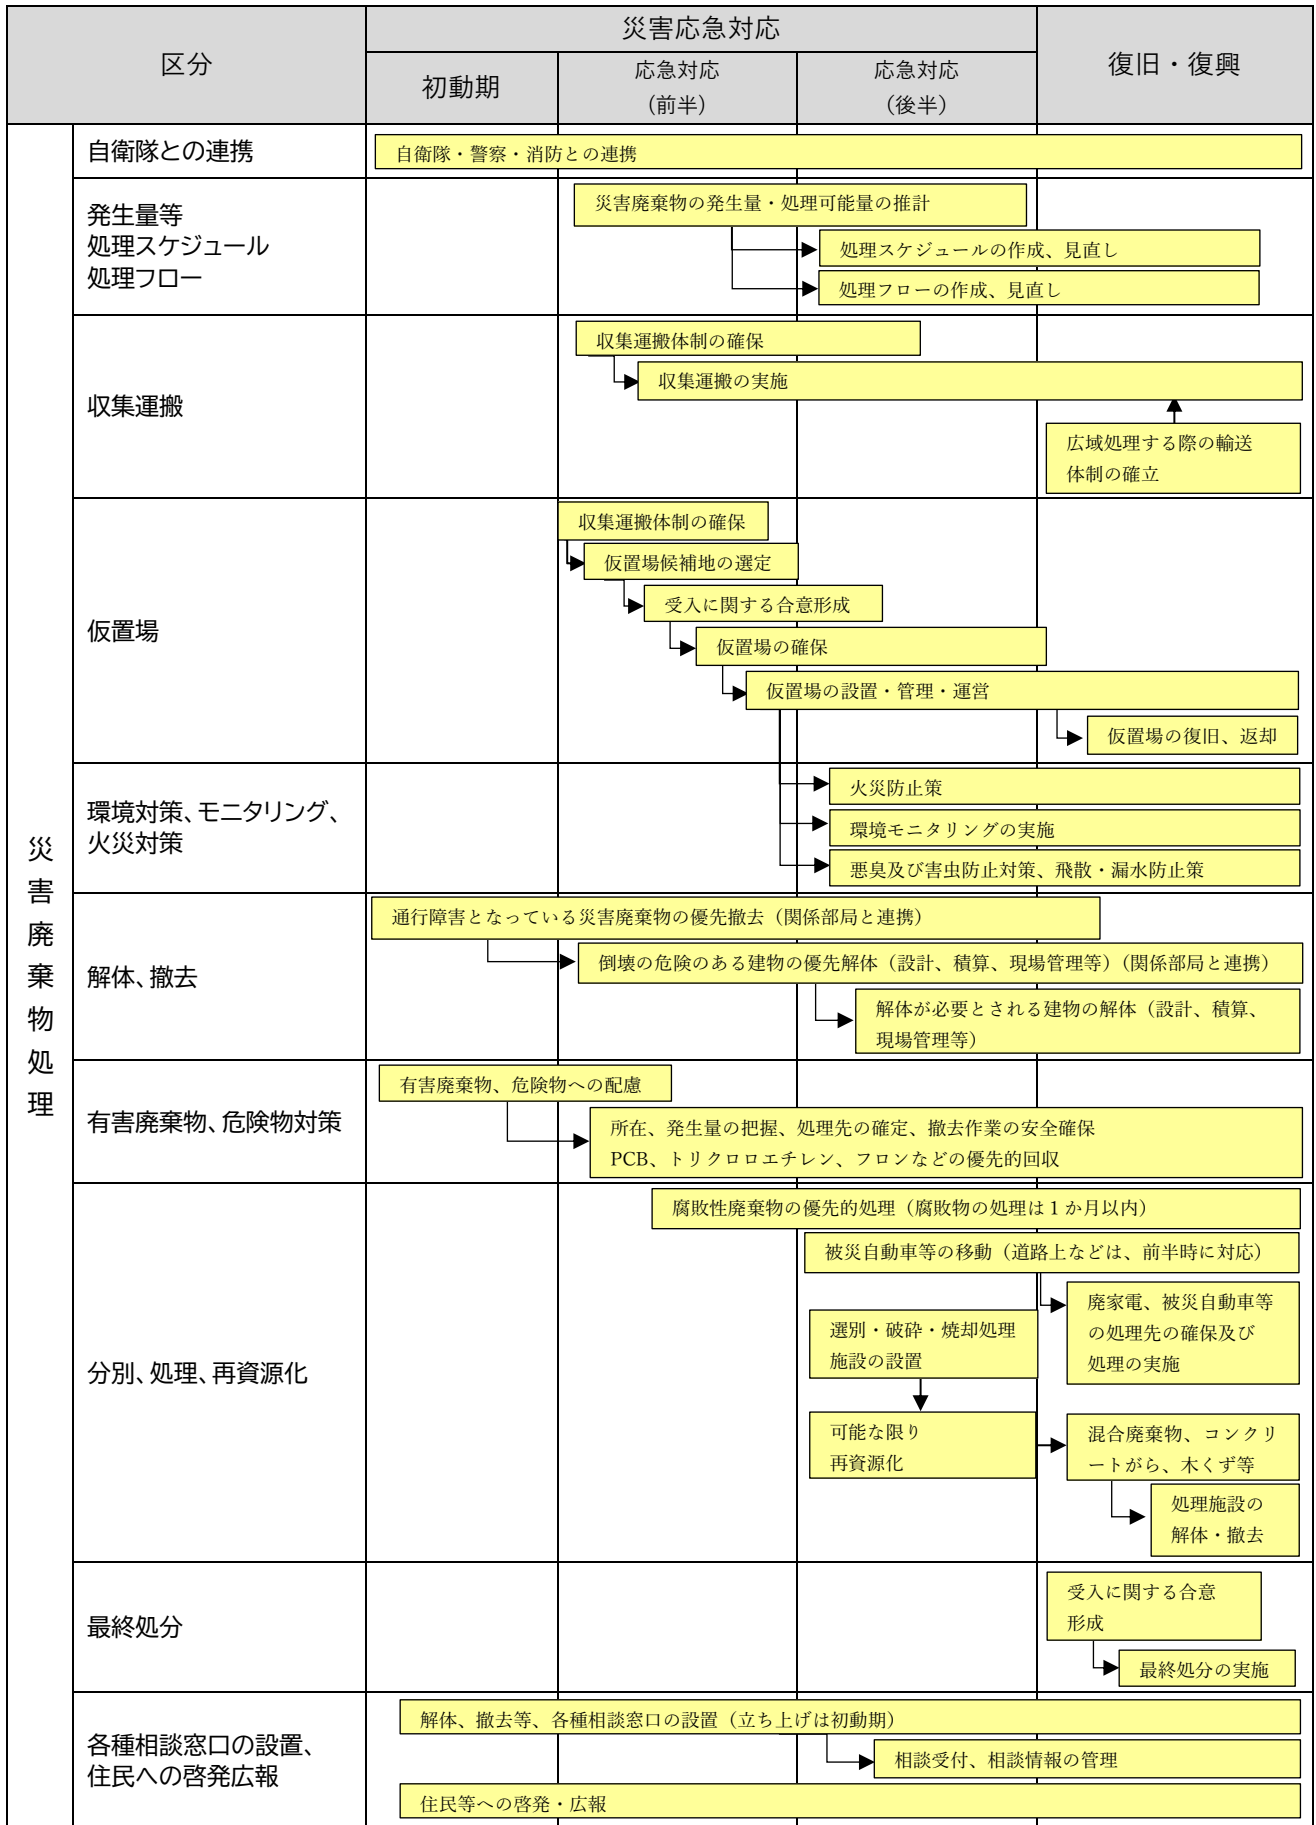 区分
災害応急対応
復旧・復興
初動期
応急対応
(前半)
応急対応
(後半)
災害廃棄物処理
自衛隊との連携
自衛隊・警察・消防との連携
発生量等
処理スケジュール
処理フロー
災害廃棄物の発生量・処理可能量の推計
処理スケジュールの作成、見直し
処理フローの作成、見直し
収集運搬
収集運搬体制の確保
収集運搬の実施
広域処理する際の輸送
体制の確立
仮置場
収集運搬体制の確保
仮置場候補地の選定
受入に関する合意形成
仮置場の確保
仮置場の設置・管理・運営
仮置場の復旧、返却
環境対策、モニタリング、
火災対策
火災防止策
環境モニタリングの実施
悪臭及び害虫防止対策、飛散・漏水防止策
解体、撤去
通行障害となっている災害廃棄物の優先撤去（関係部局と連携）
倒壊の危険のある建物の優先解体（設計、積算、現場管理等）（関係部局と連携）
解体が必要とされる建物の解体（設計、積算、
現場管理等）
有害廃棄物、危険物対策
有害廃棄物、危険物への配慮
所在、発生量の把握、処理先の確定、撤去作業の安全確保
PCB、トリクロロエチレン、フロンなどの優先的回収
分別、処理、再資源化
腐敗性廃棄物の優先的処理（腐敗物の処理は１か月以内）
被災自動車等の移動（道路上などは、前半時に対応）
廃家電、被災自動車等
の処理先の確保及び
処理の実施
選別・破砕・焼却処理
施設の設置
可能な限り
再資源化
混合廃棄物、コンクリ
ートがら、木くず等
処理施設の
解体・撤去
最終処分
受入に関する合意
形成
最終処分の実施
各種相談窓口の設置、
住民への啓発広報
解体、撤去等、各種相談窓口の設置（立ち上げは初動期）
相談受付、相談情報の管理
住民等への啓発・広報